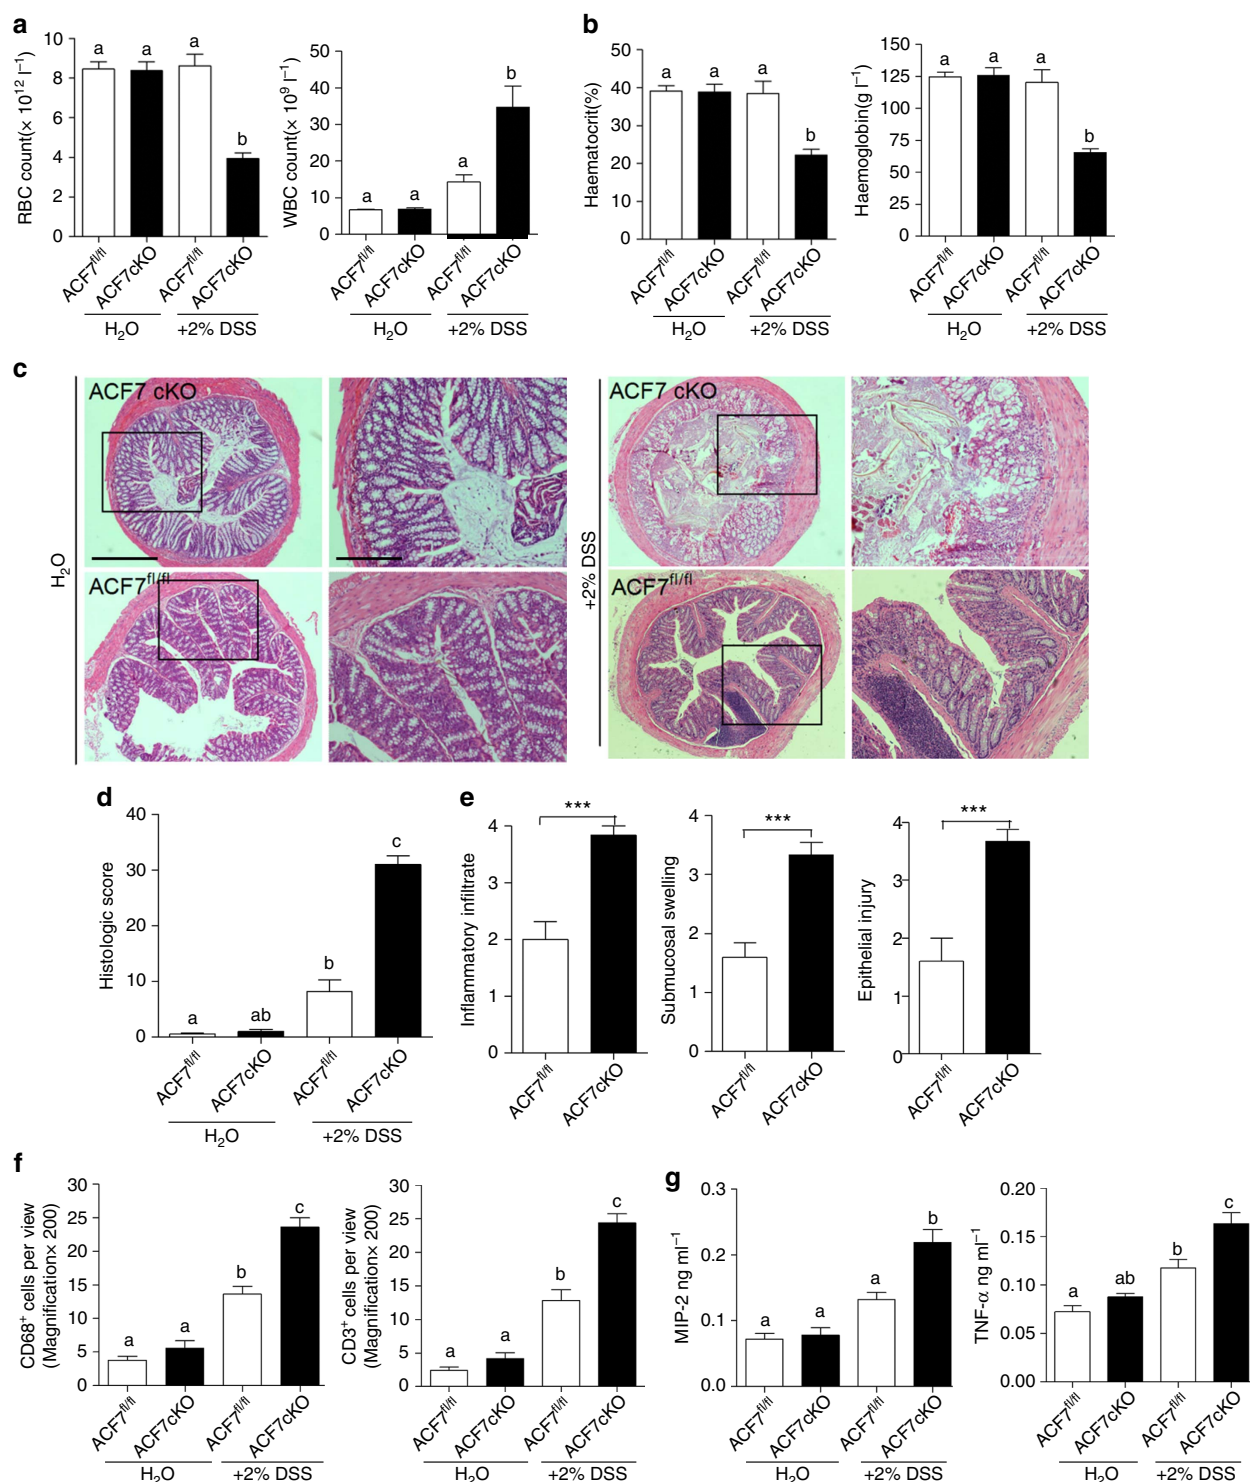 a
RBC count(× 10¹² l⁻¹)
10
8
6
4
2
0
a
a
a
b
ACF7fl/fl
ACF7cKO
ACF7fl/fl
ACF7cKO
H₂O
+2% DSS
WBC count(× 10⁹ l⁻¹)
50
40
30
20
10
0
a
a
a
b
ACF7fl/fl
ACF7cKO
ACF7fl/fl
ACF7cKO
H₂O
+2% DSS
b
Haematocrit(%)
50
40
30
20
10
0
a
a
a
b
ACF7fl/fl
ACF7cKO
ACF7fl/fl
ACF7cKO
H₂O
+2% DSS
Haemoglobin(g l⁻¹)
150
125
100
75
50
25
0
a
a
a
b
ACF7fl/fl
ACF7cKO
ACF7fl/fl
ACF7cKO
H₂O
+2% DSS
c
H₂O
ACF7 cKO
ACF7fl/fl
+2% DSS
ACF7 cKO
ACF7fl/fl
d
Histologic score
40
30
20
10
0
a
ab
b
c
ACF7fl/fl
ACF7cKO
ACF7fl/fl
ACF7cKO
H₂O
+2% DSS
e
Inflammatory infiltrate
4
3
2
1
0
***
ACF7fl/fl
ACF7cKO
Submucosal swelling
4
3
2
1
0
***
ACF7fl/fl
ACF7cKO
Epithelial injury
4
3
2
1
0
***
ACF7fl/fl
ACF7cKO
f
CD68⁺ cells per view
(Magnification× 200)
30
25
20
15
10
5
0
a
a
b
c
ACF7fl/fl
ACF7cKO
ACF7fl/fl
ACF7cKO
H₂O
+2% DSS
CD3⁺ cells per view
(Magnification× 200)
30
25
20
15
10
5
0
a
a
b
c
ACF7fl/fl
ACF7cKO
ACF7fl/fl
ACF7cKO
H₂O
+2% DSS
g
MIP-2 ng ml⁻¹
0.3
0.2
0.1
0.0
a
a
a
b
ACF7fl/fl
ACF7cKO
ACF7fl/fl
ACF7cKO
H₂O
+2% DSS
TNF-α ng ml⁻¹
0.20
0.15
0.10
0.05
0.00
a
ab
b
c
ACF7fl/fl
ACF7cKO
ACF7fl/fl
ACF7cKO
H₂O
+2% DSS